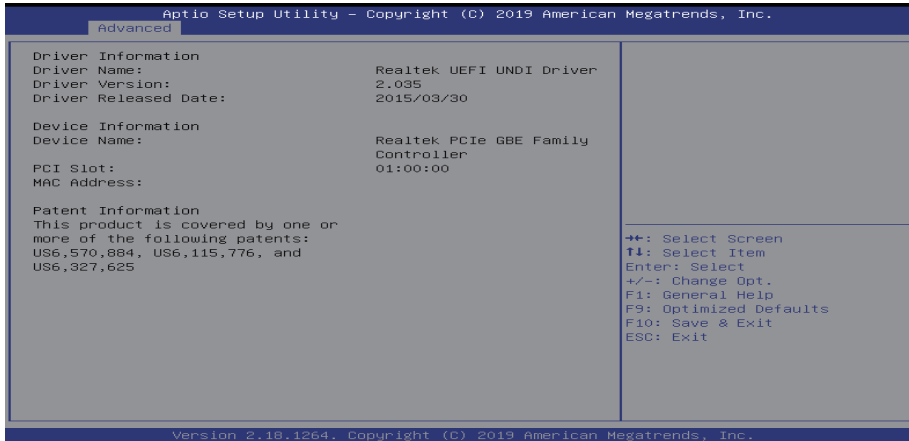 Aptio Setup Utility – Copyright (C) 2019 American Megatrends, Inc.
Advanced
Driver Information
Driver Name: Realtek UEFI UNDI Driver
Driver Version: 2.035
Driver Released Date: 2015/03/30
Device Information
Device Name: Realtek PCIe GBE Family
Controller
PCI Slot: 01:00:00
MAC Address:
Patent Information
This product is covered by one or
more of the following patents:
US6,570,884, US6,115,776, and
US6,327,625
→←: Select Screen
↑↓: Select Item
Enter: Select
+/-: Change Opt.
F1: General Help
F9: Optimized Defaults
F10: Save & Exit
ESC: Exit
Version 2.18.1264. Copyright (C) 2019 American Megatrends, Inc.